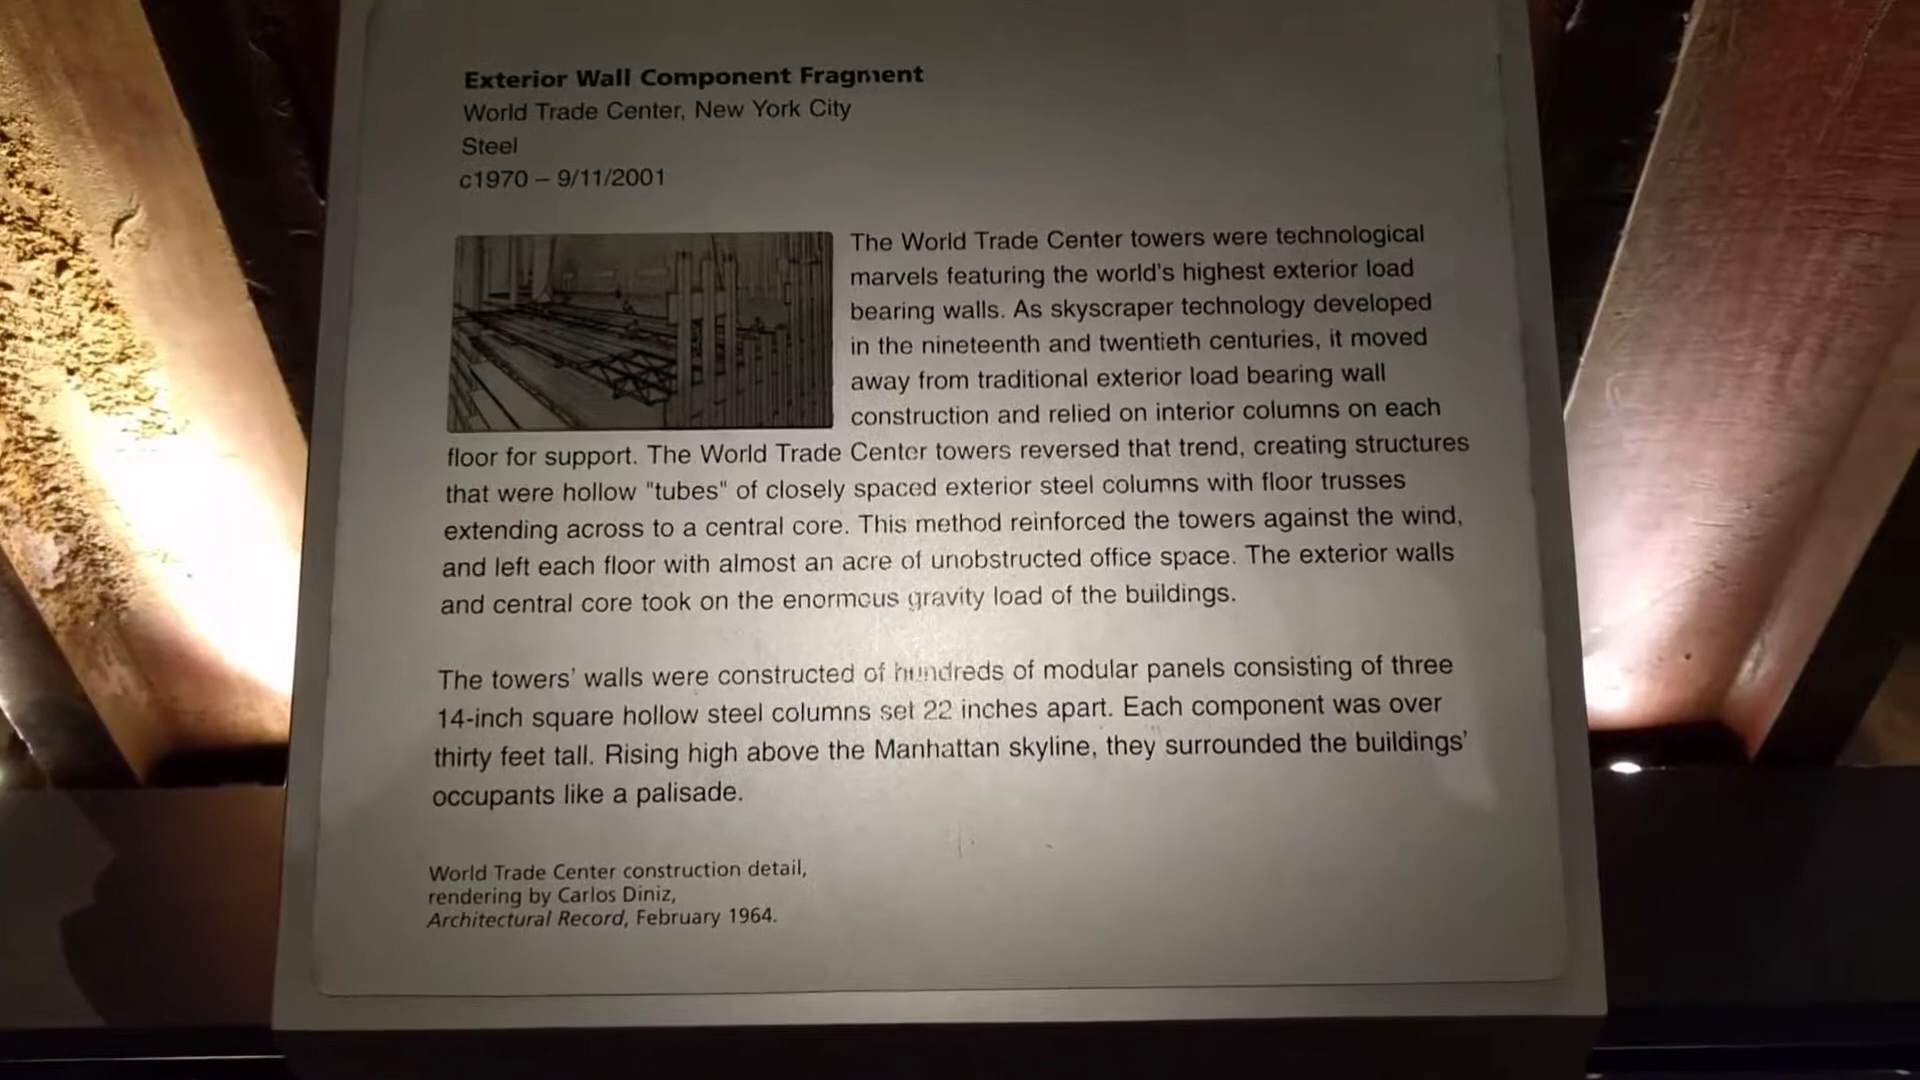 Exterior Wall Component Fragment
World Trade Center, New York City
Steel
c1970 – 9/11/2001
The World Trade Center towers were technological
marvels featuring the world's highest exterior load
bearing walls. As skyscraper technology developed
in the nineteenth and twentieth centuries, it moved
away from traditional exterior load bearing wall
construction and relied on interior columns on each
floor for support. The World Trade Center towers reversed that trend, creating structures
that were hollow "tubes" of closely spaced exterior steel columns with floor trusses
extending across to a central core. This method reinforced the towers against the wind,
and left each floor with almost an acre of unobstructed office space. The exterior walls
and central core took on the enormous gravity load of the buildings.
The towers' walls were constructed of hundreds of modular panels consisting of three
14-inch square hollow steel columns set 22 inches apart. Each component was over
thirty feet tall. Rising high above the Manhattan skyline, they surrounded the buildings'
occupants like a palisade.
World Trade Center construction detail,
rendering by Carlos Diniz,
Architectural Record, February 1964.